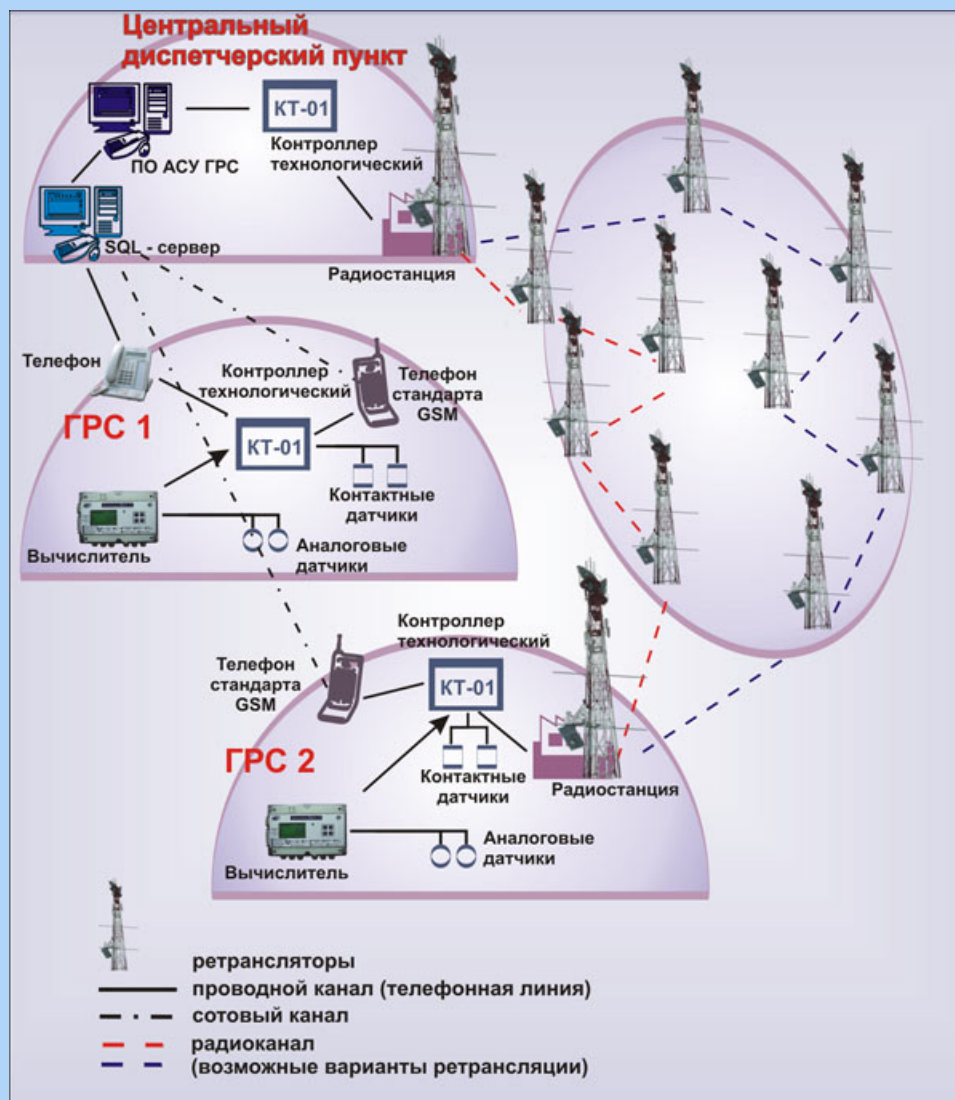 Центральный
диспетчерский пункт
КТ-01
Контроллер
технологический
ПО АСУ ГРС
SQL - сервер
Радиостанция
Телефон
Контроллер
технологический
Телефон
стандарта
GSM
ГРС 1
КТ-01
Контактные
датчики
Вычислитель
Аналоговые
датчики
Контроллер
технологический
Телефон
стандарта
GSM
КТ-01
ГРС 2
Контактные
датчики
Радиостанция
Аналоговые
датчики
Вычислитель
ретрансляторы
проводной канал (телефонная линия)
сотовый канал
радиоканал
(возможные варианты ретрансляции)